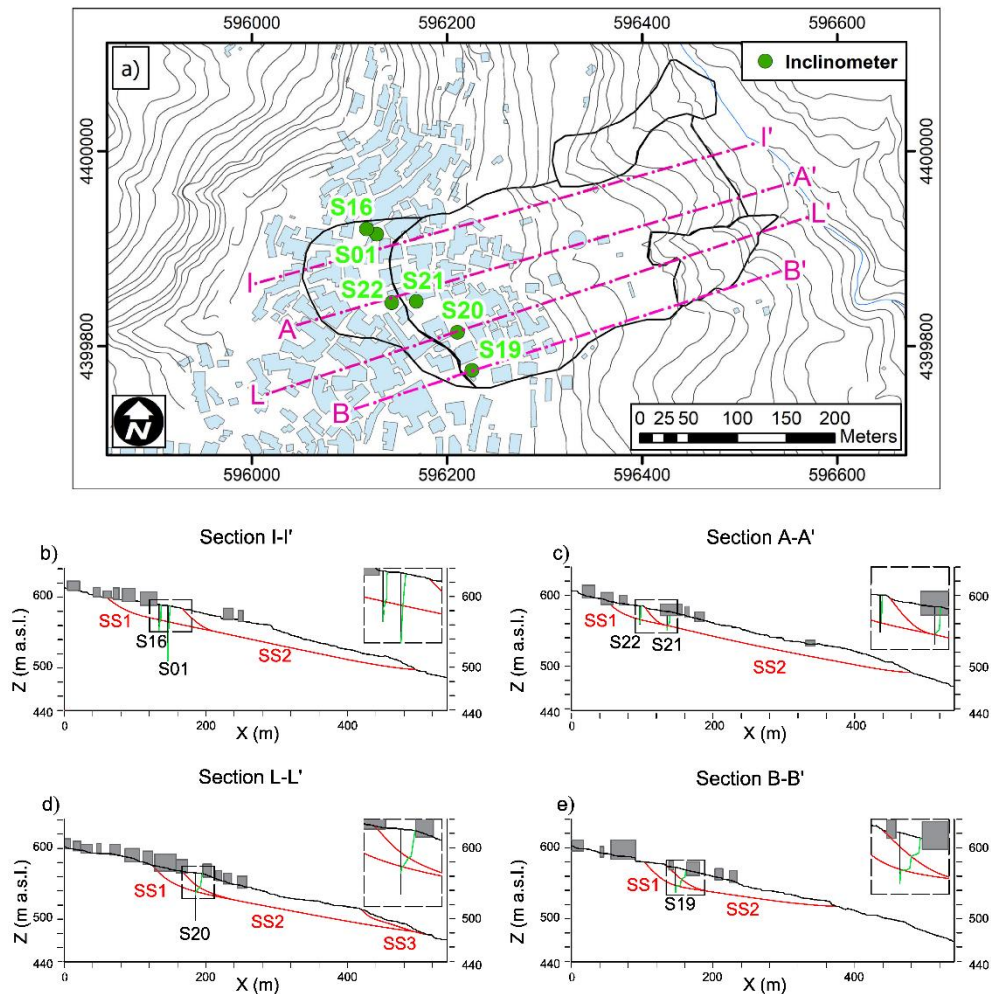 596000 596200 596400 596600
a)
Inclinometer
4400000 4400000
I'
A'
S16
L'
S01
B'
I
S22 S21
A
S20
4399800 4399800
S19
L
B
N
0 25 50 100 150 200
Meters
596000 596200 596400 596600
Section I-I'
b)
600 600
SS1
S16
S01
SS2
500 500
440 440
0 200 400
X (m)
Z (m a.s.l.)
Section A-A'
c)
600 600
SS1
S22 S21
SS2
500 500
440 440
0 200 400
X (m)
Z (m a.s.l.)
Section L-L'
d)
600 600
SS1
SS2
S20
SS3
500 500
440 440
0 200 400
X (m)
Z (m a.s.l.)
Section B-B'
e)
600 600
SS1
S19
SS2
500 500
440 440
0 200 400
X (m)
Z (m a.s.l.)